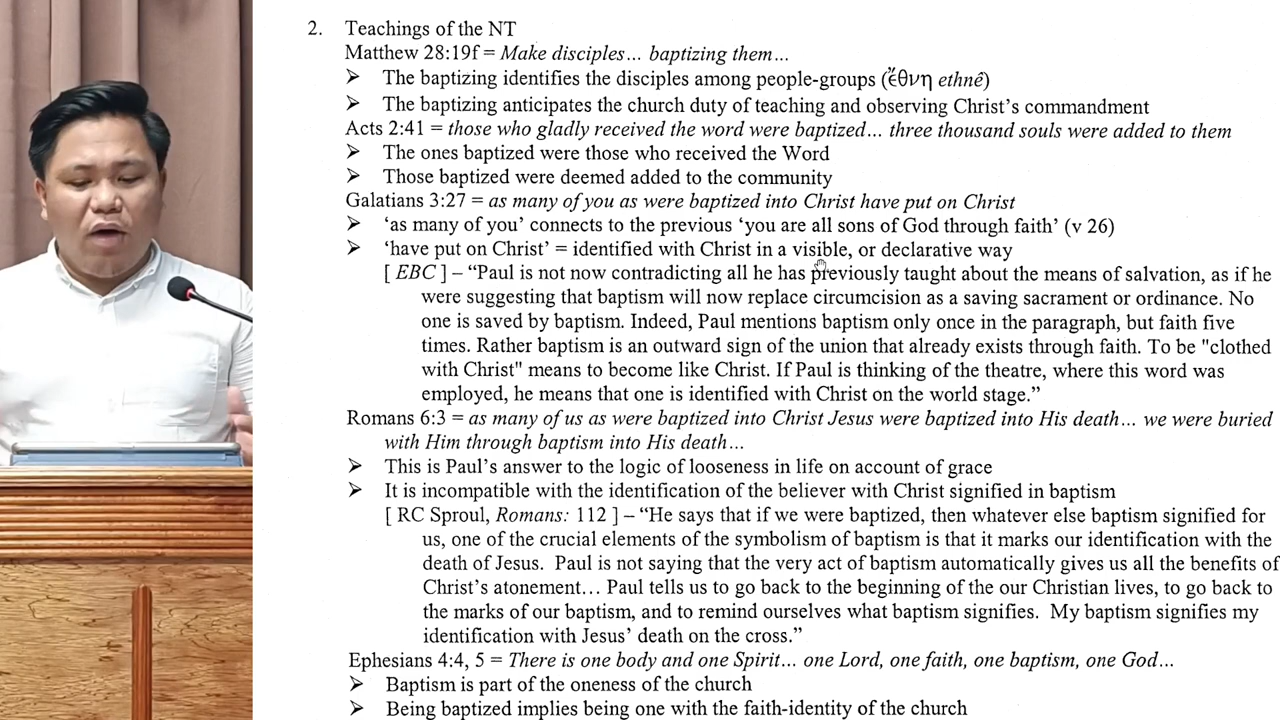 2. Teachings of the NT
Matthew 28:19f = Make disciples… baptizing them…
➢ The baptizing identifies the disciples among people-groups (ἔθνη ethnê)
➢ The baptizing anticipates the church duty of teaching and observing Christ's commandment
Acts 2:41 = those who gladly received the word were baptized… three thousand souls were added to them
➢ The ones baptized were those who received the Word
➢ Those baptized were deemed added to the community
Galatians 3:27 = as many of you as were baptized into Christ have put on Christ
➢ 'as many of you' connects to the previous 'you are all sons of God through faith' (v 26)
➢ 'have put on Christ' = identified with Christ in a visible, or declarative way
[ EBC ] – "Paul is not now contradicting all he has previously taught about the means of salvation, as if he
were suggesting that baptism will now replace circumcision as a saving sacrament or ordinance. No
one is saved by baptism. Indeed, Paul mentions baptism only once in the paragraph, but faith five
times. Rather baptism is an outward sign of the union that already exists through faith. To be "clothed
with Christ" means to become like Christ. If Paul is thinking of the theatre, where this word was
employed, he means that one is identified with Christ on the world stage."
Romans 6:3 = as many of us as were baptized into Christ Jesus were baptized into His death… we were buried
with Him through baptism into His death…
➢ This is Paul's answer to the logic of looseness in life on account of grace
➢ It is incompatible with the identification of the believer with Christ signified in baptism
[ RC Sproul, Romans: 112 ] – "He says that if we were baptized, then whatever else baptism signified for
us, one of the crucial elements of the symbolism of baptism is that it marks our identification with the
death of Jesus. Paul is not saying that the very act of baptism automatically gives us all the benefits of
Christ's atonement… Paul tells us to go back to the beginning of the our Christian lives, to go back to
the marks of our baptism, and to remind ourselves what baptism signifies. My baptism signifies my
identification with Jesus' death on the cross."
Ephesians 4:4, 5 = There is one body and one Spirit… one Lord, one faith, one baptism, one God…
➢ Baptism is part of the oneness of the church
➢ Being baptized implies being one with the faith-identity of the church